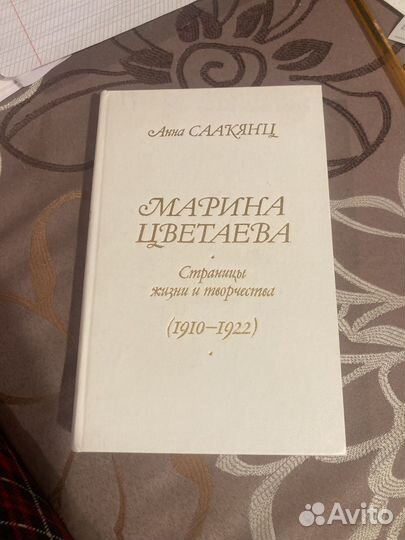 Анна СААКЯНЦ
МАРИНА
ЦВЕТАЕВА
Страницы
жизни и творчества
(1910—1922)
Avito